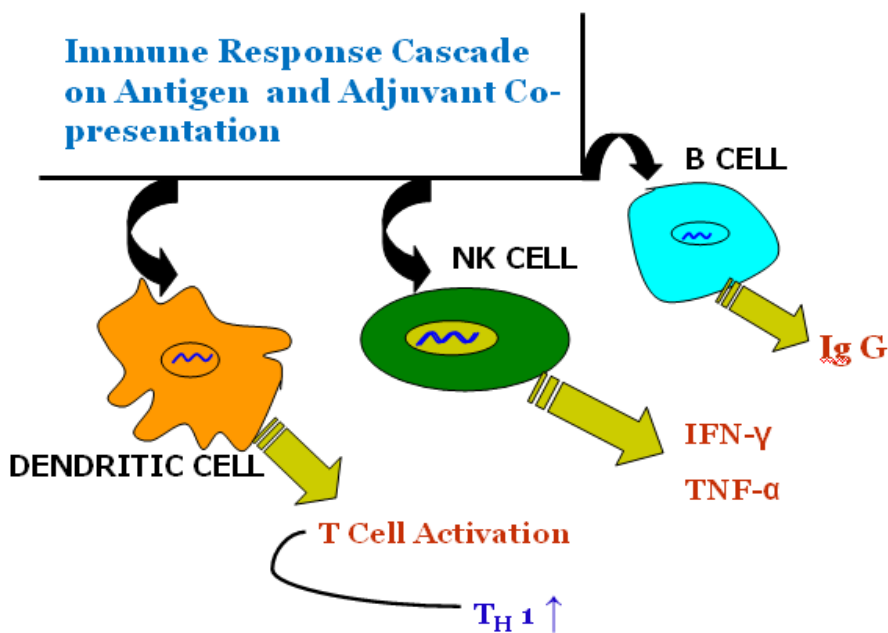 Immune Response Cascade
on Antigen and Adjuvant Co-
presentation
B CELL
NK CELL
Ig G
IFN-γ
TNF-α
DENDRITIC CELL
T Cell Activation
T_H 1 ↑